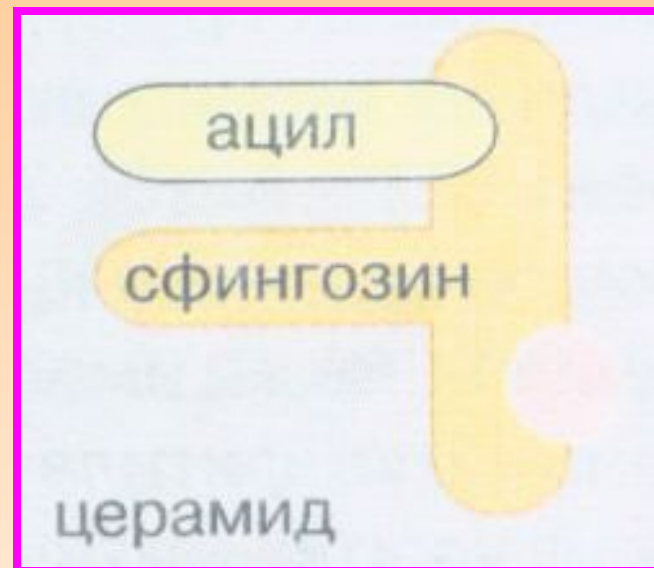 ацил
сфингозин
церамид